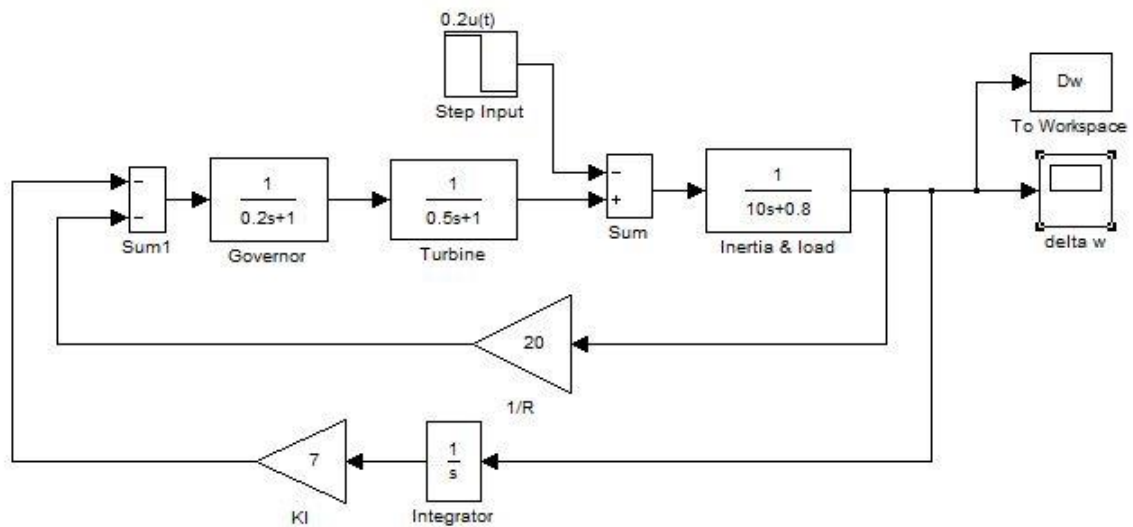 0.2u(t)
Step Input
Dw
To Workspace
−
−
Sum1
1
0.2s+1
Governor
1
0.5s+1
Turbine
−
+
Sum
1
10s+0.8
Inertia & load
delta w
20
1/R
7
KI
1
s
Integrator